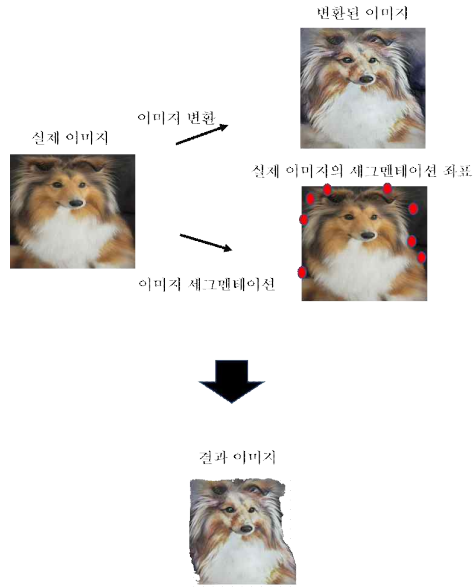 변환된 이미지
이미지 변환
실제 이미지
실제 이미지의 세그멘테이션 좌표
이미지 세그멘테이션
결과 이미지